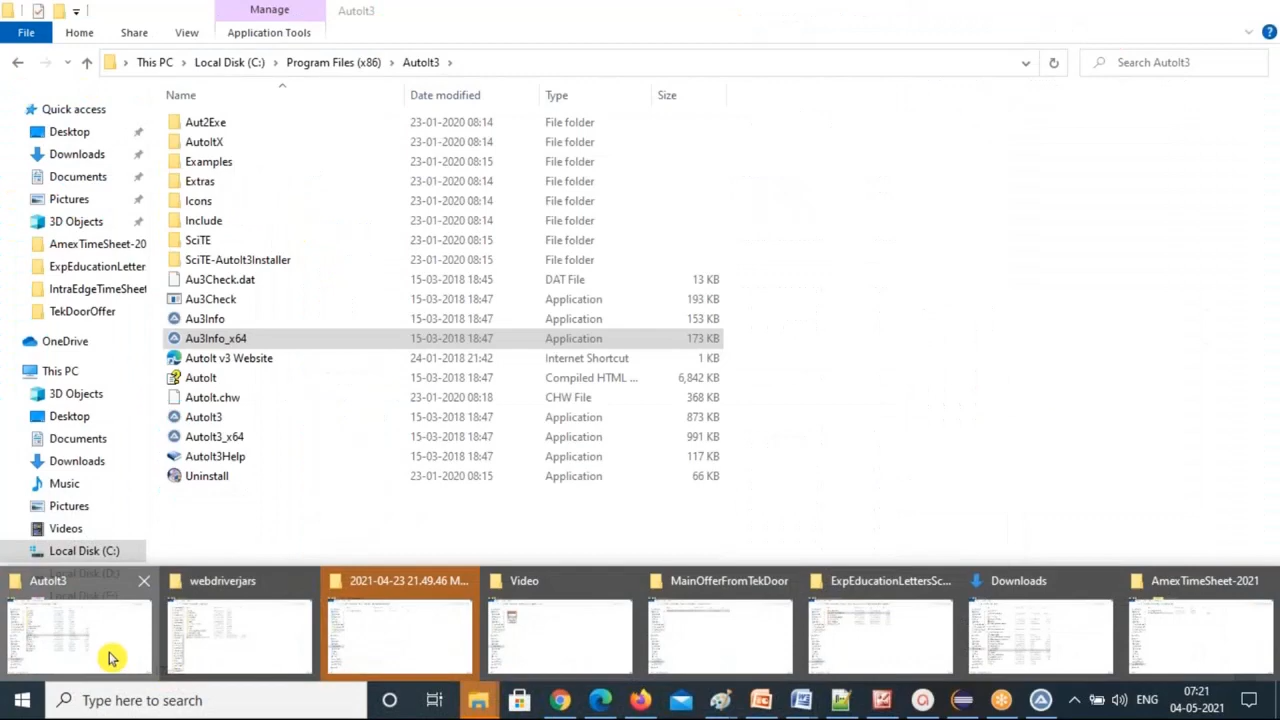 Manage
AutoIt3
File Home Share View Application Tools
This PC Local Disk (C:) Program Files (x86) AutoIt3
Search AutoIt3
Name Date modified Type Size
Quick access
Desktop
Downloads
Documents
Pictures
3D Objects
AmexTimeSheet-20
ExpEducationLetter
IntraEdgeTimeSheet
TekDoorOffer
OneDrive
This PC
3D Objects
Desktop
Documents
Downloads
Music
Pictures
Videos
Local Disk (C:)
Local Disk (D:)
Aut2Exe 23-01-2020 08:14 File folder
AutoItX 23-01-2020 08:14 File folder
Examples 23-01-2020 08:15 File folder
Extras 23-01-2020 08:14 File folder
Icons 23-01-2020 08:14 File folder
Include 23-01-2020 08:14 File folder
SciTE 23-01-2020 08:15 File folder
SciTE-AutoIt3Installer 23-01-2020 08:15 File folder
Au3Check.dat 15-03-2018 18:45 DAT File 13 KB
Au3Check 15-03-2018 18:47 Application 193 KB
Au3Info 15-03-2018 18:47 Application 153 KB
Au3Info_x64 15-03-2018 18:47 Application 173 KB
AutoIt v3 Website 24-01-2018 21:42 Internet Shortcut 1 KB
AutoIt 15-03-2018 18:47 Compiled HTML ... 6,842 KB
AutoIt.chw 23-01-2020 08:18 CHW File 368 KB
AutoIt3 15-03-2018 18:47 Application 873 KB
AutoIt3_x64 15-03-2018 18:47 Application 991 KB
AutoIt3Help 15-03-2018 18:47 Application 117 KB
Uninstall 23-01-2020 08:15 Application 66 KB
AutoIt3 webdriverjars 2021-04-23 21.49.46 M... Video MainOfferFromTekDoor ExpEducationLettersSc... Downloads AmexTimeSheet-2021
Type here to search
ENG
07:21
04-05-2021